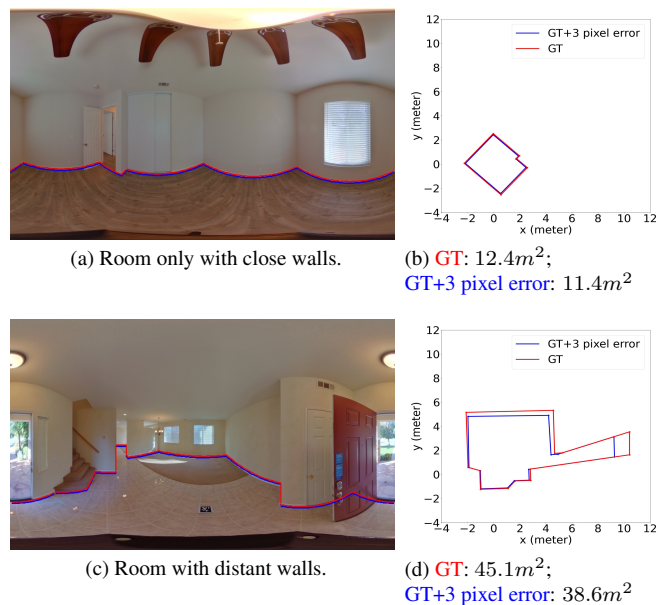 12
10
8
6
4
2
0
−2
−4
−4 −2 0 2 4 6 8 10 12
y (meter)
x (meter)
GT+3 pixel error
GT
(a) Room only with close walls.
(b) GT: 12.4m²;
GT+3 pixel error: 11.4m²
12
10
8
6
4
2
0
−2
−4
−4 −2 0 2 4 6 8 10 12
y (meter)
x (meter)
GT+3 pixel error
GT
(c) Room with distant walls.
(d) GT: 45.1m²;
GT+3 pixel error: 38.6m²